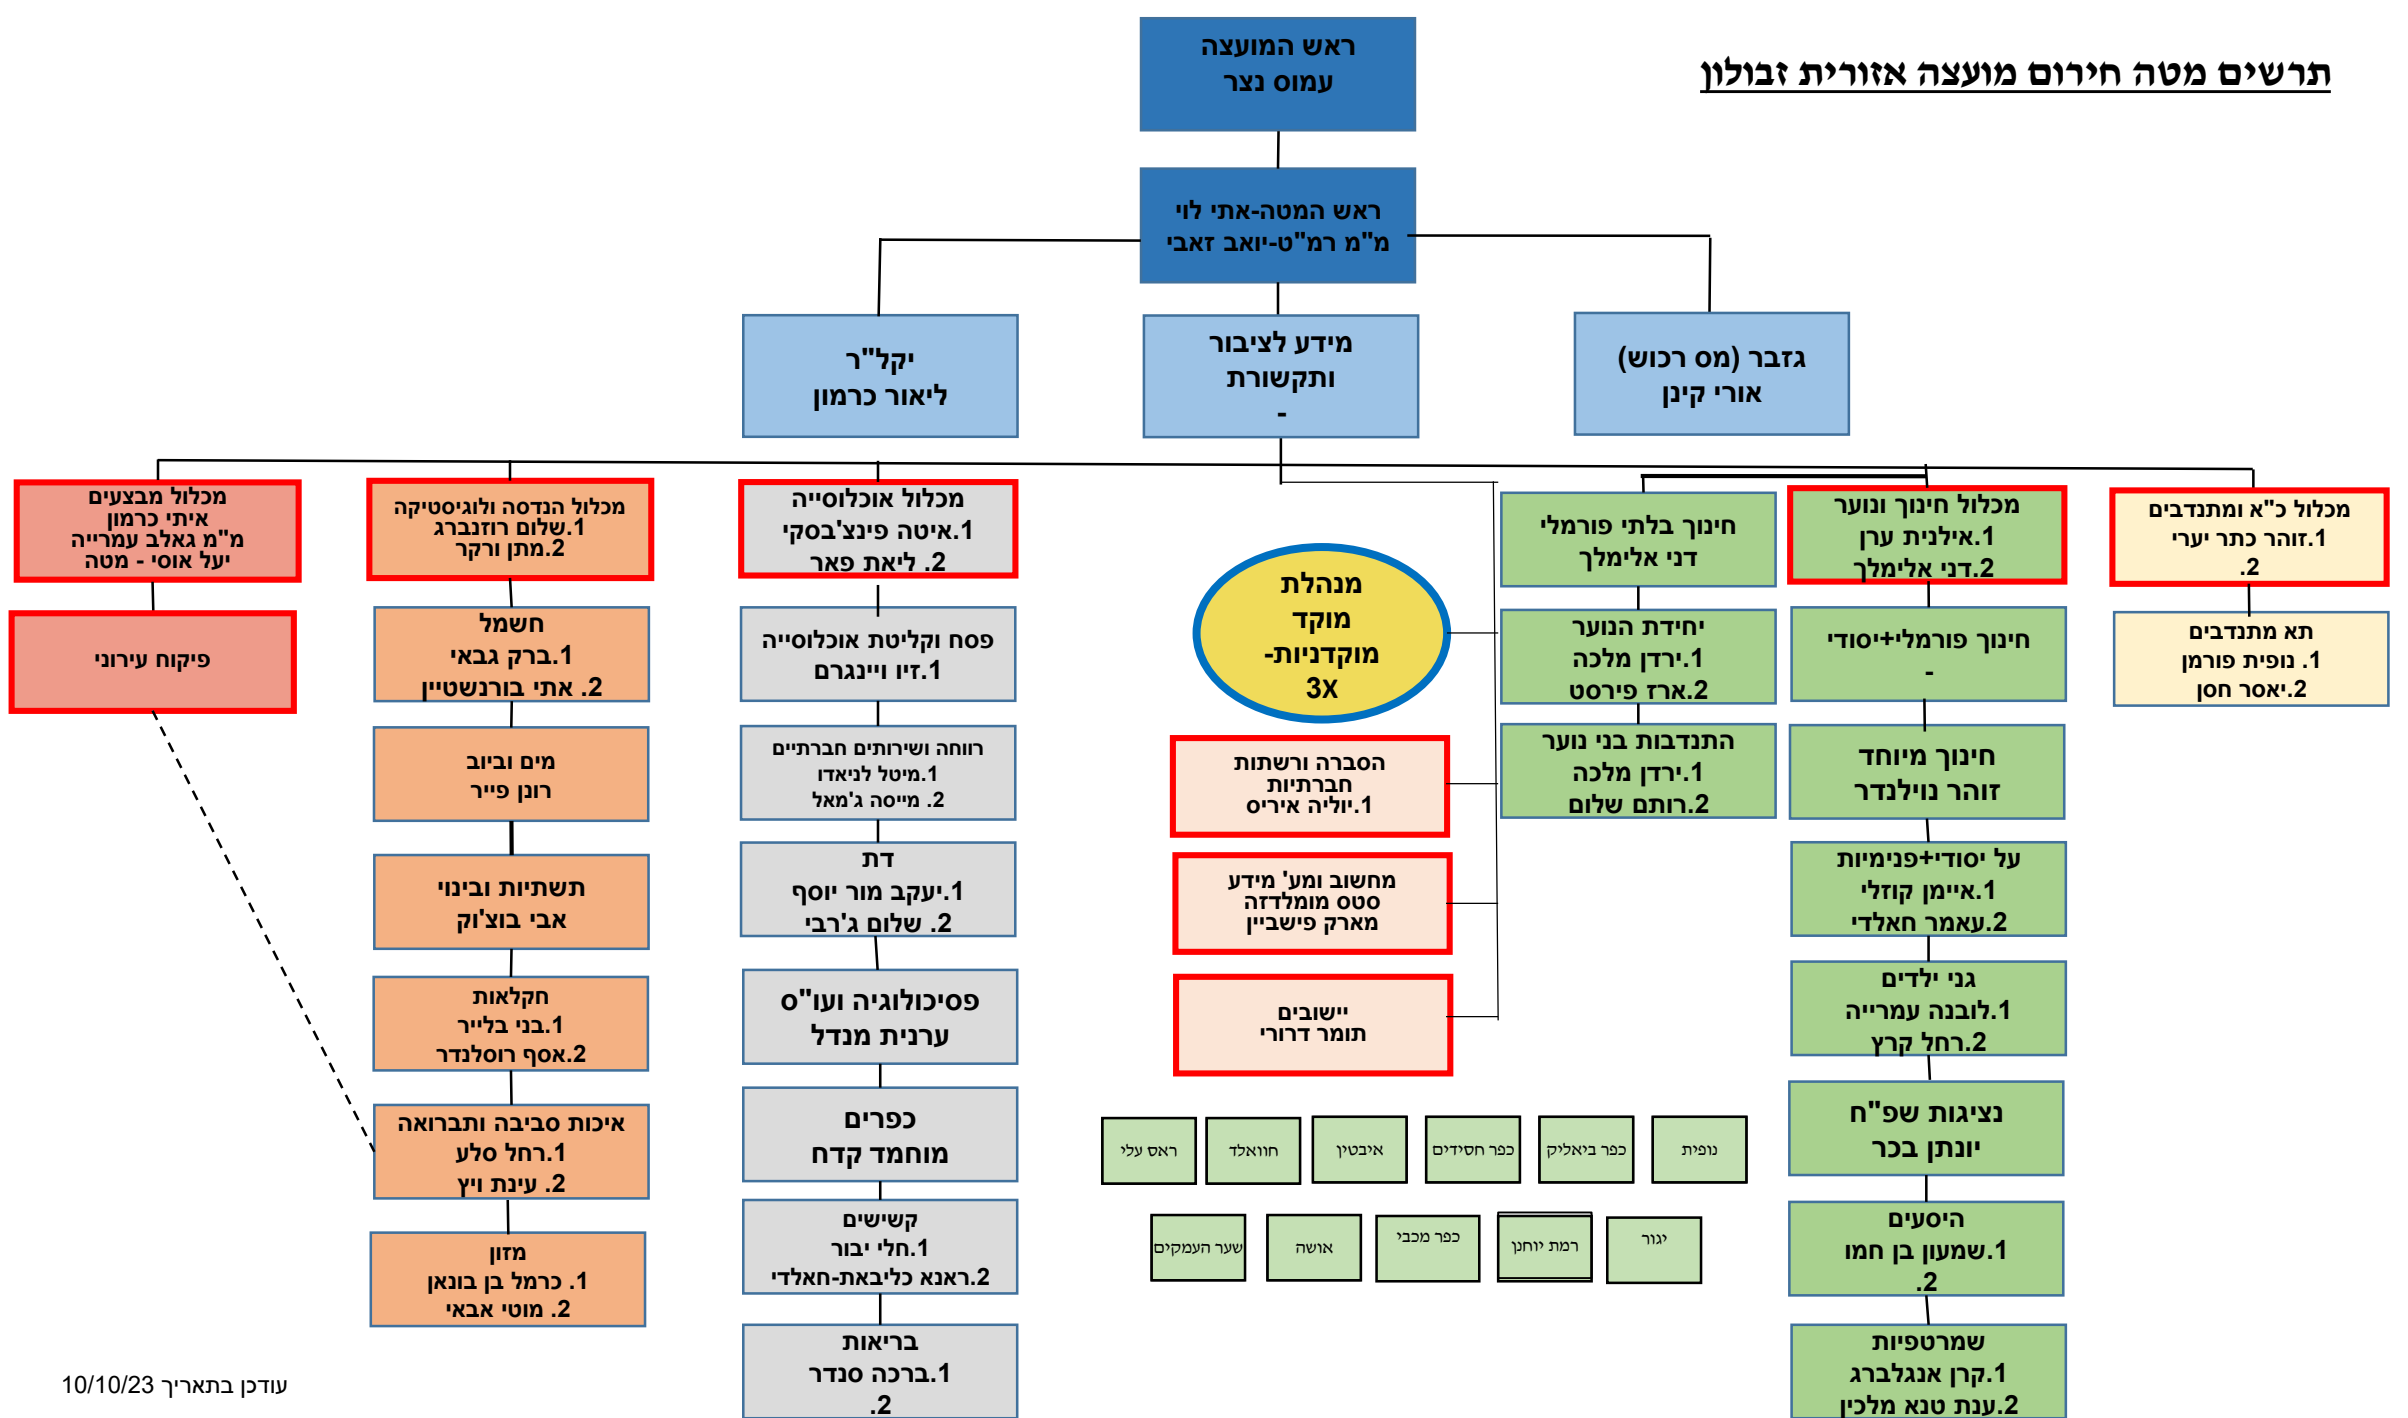 תרשים מטה חירום מועצה אזורית זבולון
ראש המועצה
עמוס נצר
ראש המטה-אתי לוי
מ"מ רמ"ט-יואב זאבי
גזבר (מס רכוש)
אורי קינן
מידע לציבור
ותקשורת
-
יקל"ר
ליאור כרמון
מכלול כ"א ומתנדבים
1.זוהר כתר יערי
2.
תא מתנדבים
1. נופית פורמן
2.יאסר חסן
מכלול חינוך ונוער
1.אילנית ערן
2.דני אלימלך
חינוך פורמלי+יסודי
-
חינוך מיוחד
זוהר נוילנדר
על יסודי+פנימיות
1.איימן קוזלי
2.עאמר חאלדי
גני ילדים
1.לובנה עמרייה
2.רחל קרץ
נציגות שפ"ח
יונתן בכר
היסעים
1.שמעון בן חמו
2.
שמרטפיות
1.קרן אנגלברג
2.ענת טנא מלכין
חינוך בלתי פורמלי
דני אלימלך
יחידת הנוער
1.ירדן מלכה
2.ארז פירסט
התנדבות בני נוער
1.ירדן מלכה
2.רותם שלום
מנהלת
מוקד
מוקדניות-
3X
הסברה ורשתות
חברתיות
1.יוליה איריס
מחשוב ומע' מידע
סטס מומלדזה
מארק פישביין
יישובים
תומר דרורי
נופית
כפר ביאליק
כפר חסידים
איבטין
חוואלד
ראס עלי
יגור
רמת יוחנן
כפר מכבי
אושה
שער העמקים
מכלול אוכלוסייה
1.איטה פינצ'בסקי
2. ליאת פאר
פסח וקליטת אוכלוסייה
1.זיו ויינגרם
רווחה ושירותים חברתיים
1.מיטל לניאדו
2. מייסה ג'מאל
דת
1.יעקב מור יוסף
2. שלום ג'רבי
פסיכולוגיה ועו"ס
ערנית מנדל
כפרים
מוחמד קדח
קשישים
1.חלי יבור
2.ראנא כליבאת-חאלדי
בריאות
1.ברכה סנדר
2.
מכלול הנדסה ולוגיסטיקה
1.שלום רוזנברג
2.מתן ורקר
חשמל
1.ברק גבאי
2. אתי בורנשטיין
מים וביוב
רונן פייר
תשתיות ובינוי
אבי בוצ'וק
חקלאות
1.בני בלייר
2.אסף רוסלנדר
איכות סביבה ותברואה
1.רחל סלע
2. עינת ויץ
מזון
1. כרמל בן בונאן
2. מוטי אבאי
מכלול מבצעים
איתי כרמון
מ"מ גאלב עמרייה
יעל אוסי - מטה
פיקוח עירוני
עודכן בתאריך 10/10/23